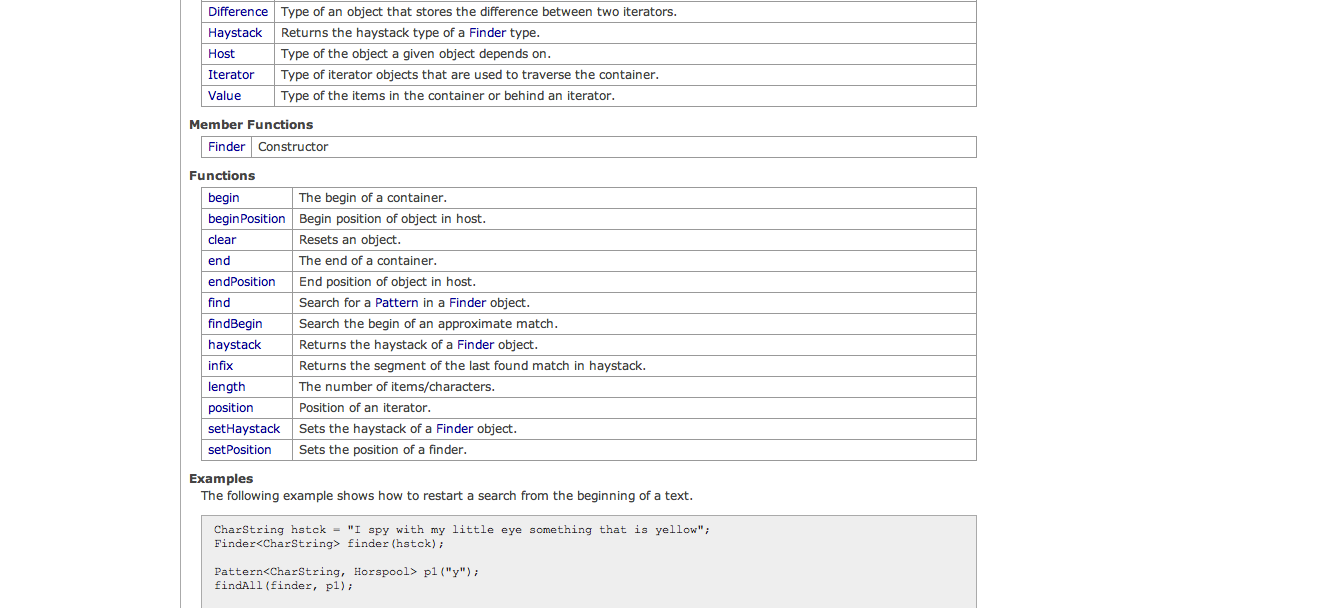 Difference Type of an object that stores the difference between two iterators.
Haystack Returns the haystack type of a Finder type.
Host Type of the object a given object depends on.
Iterator Type of iterator objects that are used to traverse the container.
Value Type of the items in the container or behind an iterator.
Member Functions
Finder Constructor
Functions
begin The begin of a container.
beginPosition Begin position of object in host.
clear Resets an object.
end The end of a container.
endPosition End position of object in host.
find Search for a Pattern in a Finder object.
findBegin Search the begin of an approximate match.
haystack Returns the haystack of a Finder object.
infix Returns the segment of the last found match in haystack.
length The number of items/characters.
position Position of an iterator.
setHaystack Sets the haystack of a Finder object.
setPosition Sets the position of a finder.
Examples
The following example shows how to restart a search from the beginning of a text.
CharString hstck = "I spy with my little eye something that is yellow";
Finder<CharString> finder(hstck);
Pattern<CharString, Horspool> p1("y");
findAll(finder, p1);